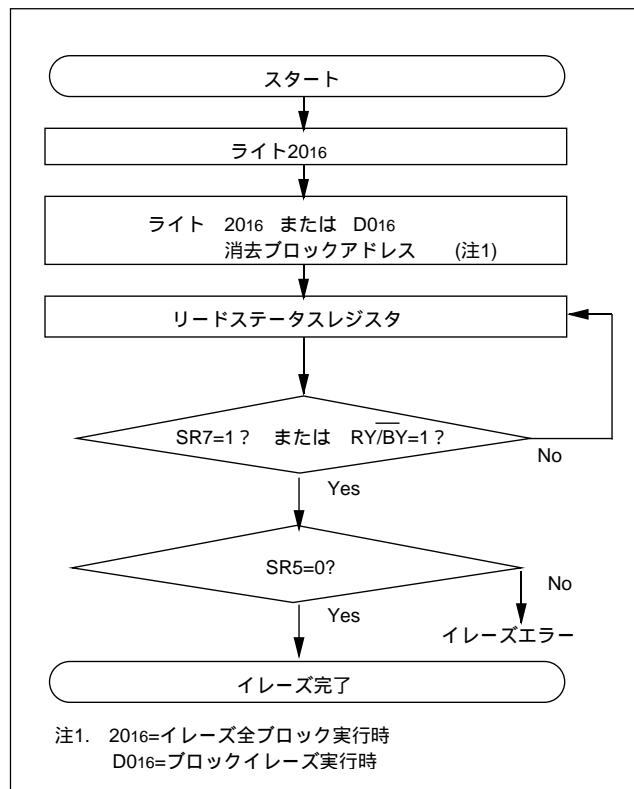 スタート
ライト2016
ライト 2016 または D016
消去ブロックアドレス (注1)
リードステータスレジスタ
SR7=1? または RY/B̅Y̅=1?
No
Yes
SR5=0?
No
Yes
イレーズエラー
イレーズ完了
注1. 2016=イレーズ全ブロック実行時
D016=ブロックイレーズ実行時